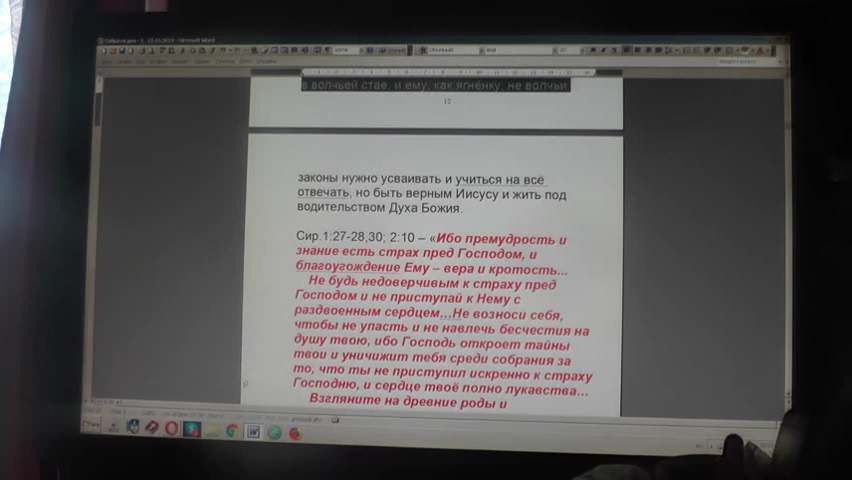 Microsoft Word
в волчьей стае, и ему, как ягнёнку, не волчьи
12
законы нужно усваивать и учиться на всё
отвечать, но быть верным Иисусу и жить под
водительством Духа Божия.
Сир.1:27-28,30; 2:10 – «Ибо премудрость и
знание есть страх пред Господом, и
благоугождение Ему – вера и кротость...
Не будь недоверчивым к страху пред
Господом и не приступай к Нему с
раздвоенным сердцем...Не возноси себя,
чтобы не упасть и не навлечь бесчестия на
душу твою, ибо Господь откроет тайны
твои и уничижит тебя среди собрания за
то, что ты не приступил искренно к страху
Господню, и сердце твоё полно лукавства...
Взгляните на древние роды и